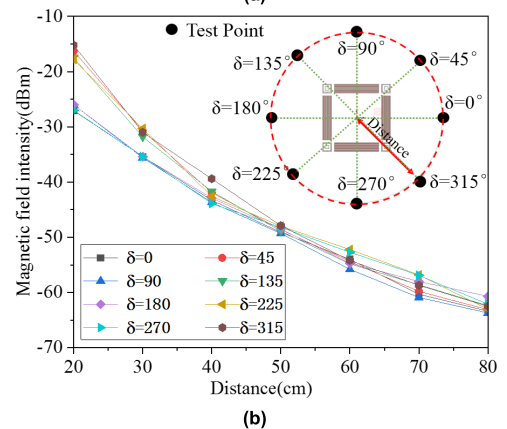 (a)
-10
-20
-30
-40
-50
-60
-70
Magnetic field intensity(dBm)
Test Point
δ=90°
δ=135°
δ=45°
δ=180°
δ=0°
Distance
δ=225°
δ=270°
δ=315°
δ=0
δ=45
δ=90
δ=135
δ=180
δ=225
δ=270
δ=315
20 30 40 50 60 70 80
Distance(cm)
(b)